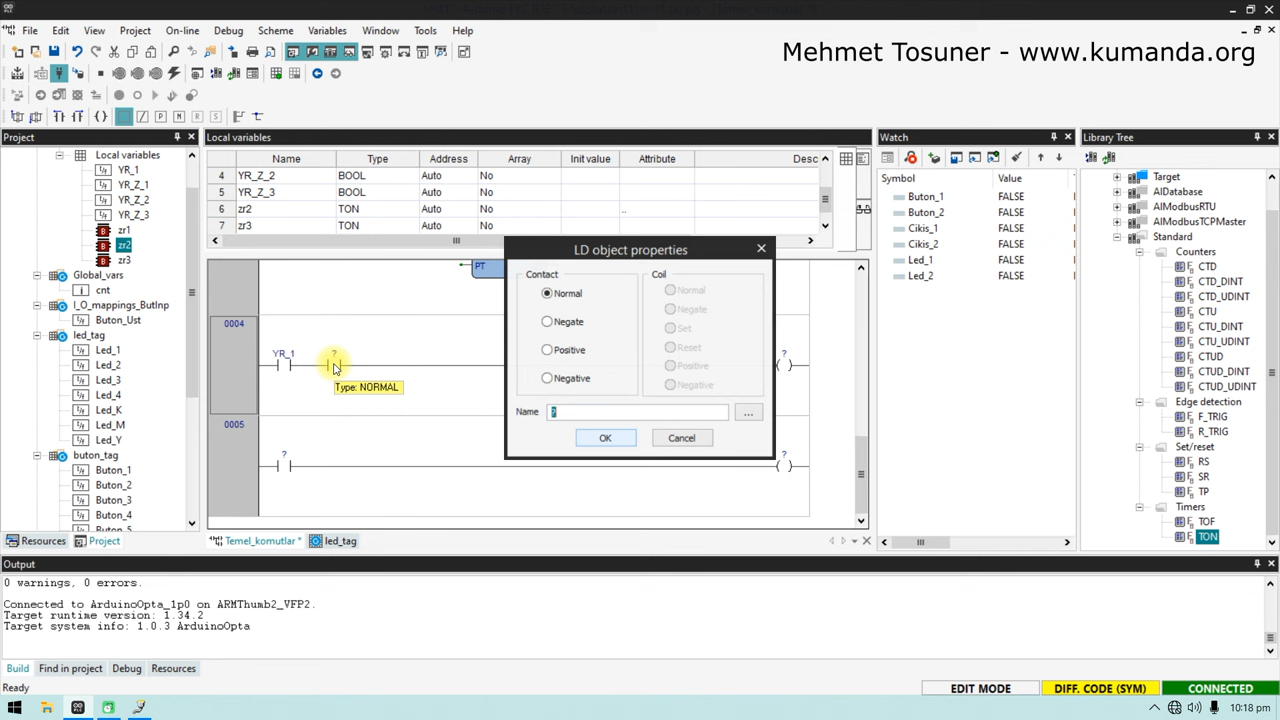 File Edit View Project On-line Debug Scheme Variables Window Tools Help
Mehmet Tosuner - www.kumanda.org
Project
Local variables
YR_1
YR_Z_1
YR_Z_2
YR_Z_3
zr1
zr2
zr3
Global_vars
cnt
I_O_mappings_ButInp
Buton_Ust
led_tag
Led_1
Led_2
Led_3
Led_4
Led_K
Led_M
Led_Y
buton_tag
Buton_1
Buton_2
Buton_3
Buton_4
Buton_5
Resources Project
Local variables
Name Type Address Array Init value Attribute Desc
4 YR_Z_2 BOOL Auto No
5 YR_Z_3 BOOL Auto No
6 zr2 TON Auto No ..
7 zr3 TON Auto No
PT
0004
YR_1 ? ?
Type: NORMAL
0005
? ?
Temel_komutlar * led_tag
LD object properties
Contact Coil
Normal Normal
Negate Negate
Set
Positive Reset
Positive
Negative Negative
Name ? ...
OK Cancel
Watch
Symbol Value
Buton_1 FALSE
Buton_2 FALSE
Cikis_1 FALSE
Cikis_2 FALSE
Led_1 FALSE
Led_2 FALSE
Library Tree
Target
AlDatabase
AlModbusRTU
AlModbusTCPMaster
Standard
Counters
CTD
CTD_DINT
CTD_UDINT
CTU
CTU_DINT
CTU_UDINT
CTUD
CTUD_DINT
CTUD_UDINT
Edge detection
F_TRIG
R_TRIG
Set/reset
RS
SR
TP
Timers
TOF
TON
Output
0 warnings, 0 errors.
Connected to ArduinoOpta_1p0 on ARMThumb2_VFP2.
Target runtime version: 1.34.2
Target system info: 1.0.3 ArduinoOpta
Build Find in project Debug Resources
Ready EDIT MODE DIFF. CODE (SYM) CONNECTED
10:18 pm